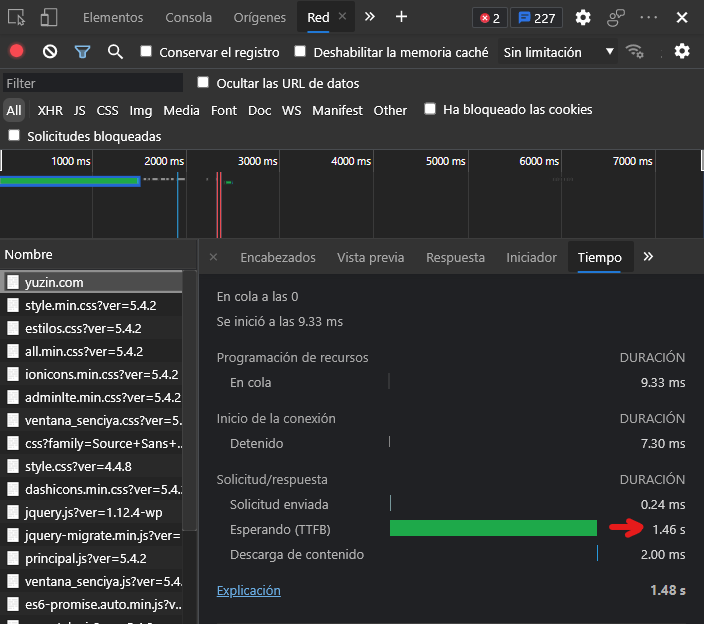 Elementos Consola Orígenes Red 2 227
Conservar el registro Deshabilitar la memoria caché Sin limitación
Filter Ocultar las URL de datos
All XHR JS CSS Img Media Font Doc WS Manifest Other Ha bloqueado las cookies
Solicitudes bloqueadas
1000 ms 2000 ms 3000 ms 4000 ms 5000 ms 6000 ms 7000 ms
Nombre
yuzin.com
style.min.css?ver=5.4.2
estilos.css?ver=5.4.2
all.min.css?ver=5.4.2
ionicons.min.css?ver=5.4.2
adminlte.min.css?ver=5.4.2
ventana_senciya.css?ver=5.
css?family=Source+Sans+..
style.css?ver=4.4.8
dashicons.min.css?ver=5.4.
jquery.js?ver=1.12.4-wp
jquery-migrate.min.js?ver=
principal.js?ver=5.4.2
ventana_senciya.js?ver=5.4.
es6-promise.auto.min.js?v..
Encabezados Vista previa Respuesta Iniciador Tiempo
En cola a las 0
Se inició a las 9.33 ms
Programación de recursos DURACIÓN
En cola 9.33 ms
Inicio de la conexión DURACIÓN
Detenido 7.30 ms
Solicitud/respuesta DURACIÓN
Solicitud enviada 0.24 ms
Esperando (TTFB) 1.46 s
Descarga de contenido 2.00 ms
Explicación 1.48 s